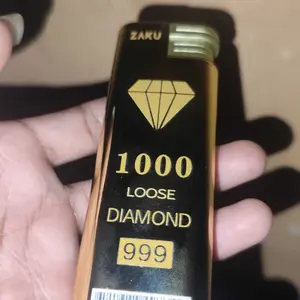 ZAKU
1000
LOOSE
DIAMOND
999